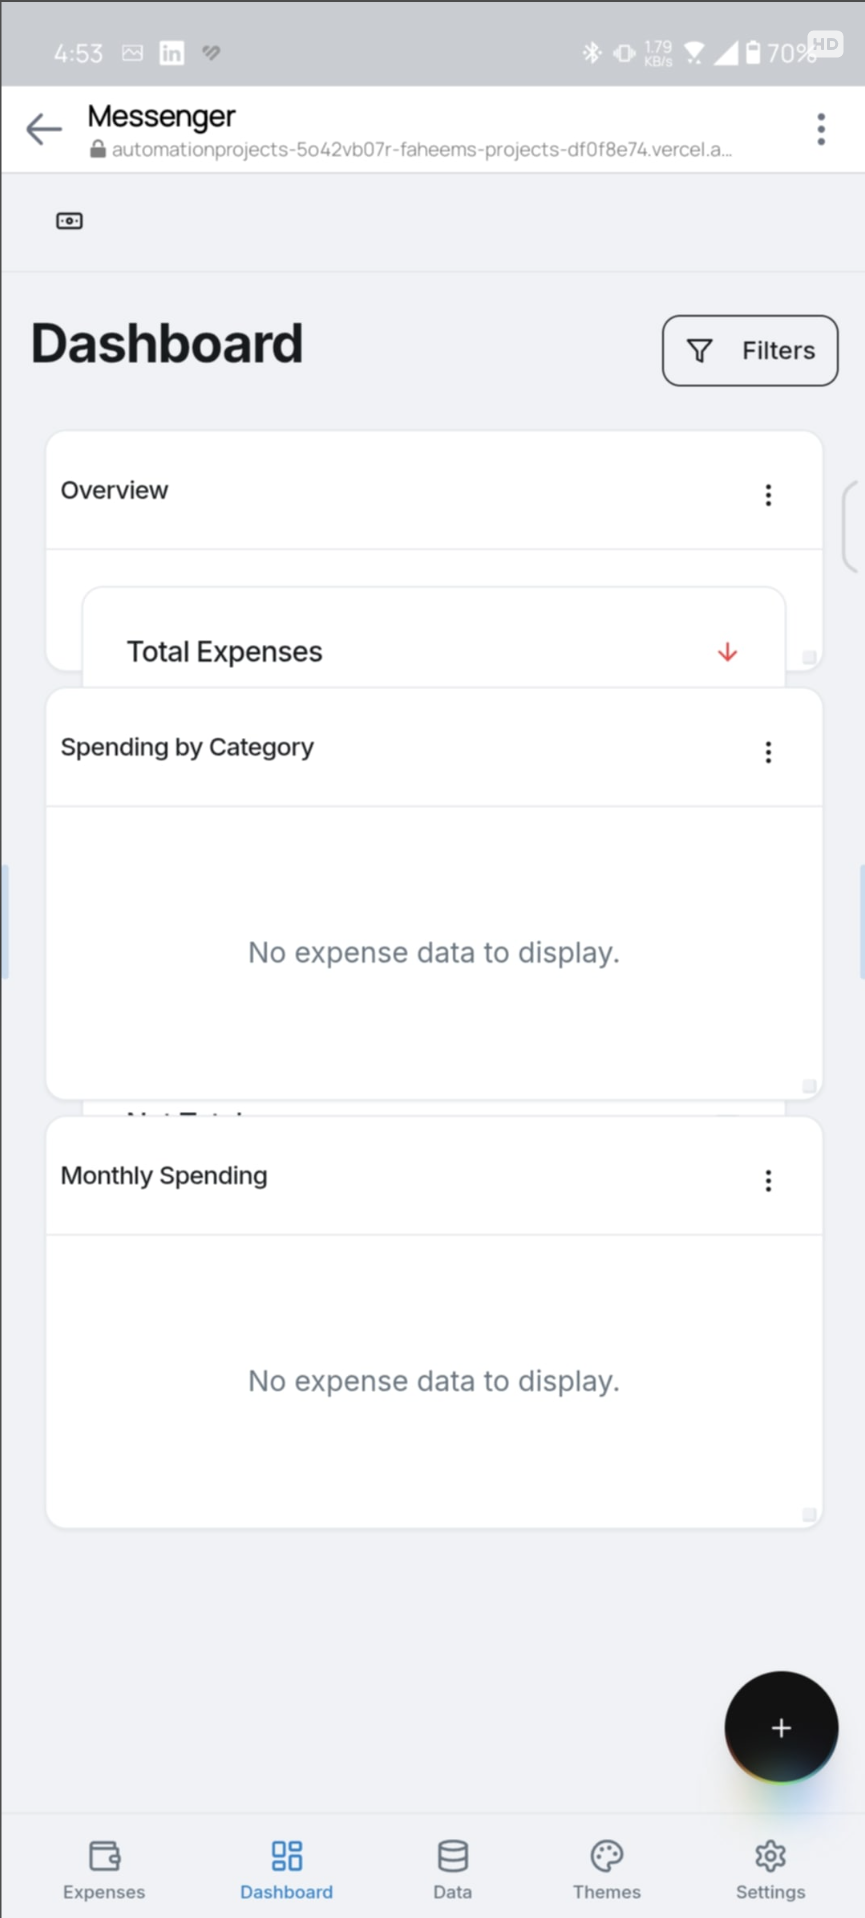 4:53
1.79
KB/s
70%
HD
Messenger
automationprojects-5o42vb07r-faheems-projects-df0f8e74.vercel.a...
Dashboard
Filters
Overview
Total Expenses
Spending by Category
No expense data to display.
Monthly Spending
No expense data to display.
Expenses
Dashboard
Data
Themes
Settings